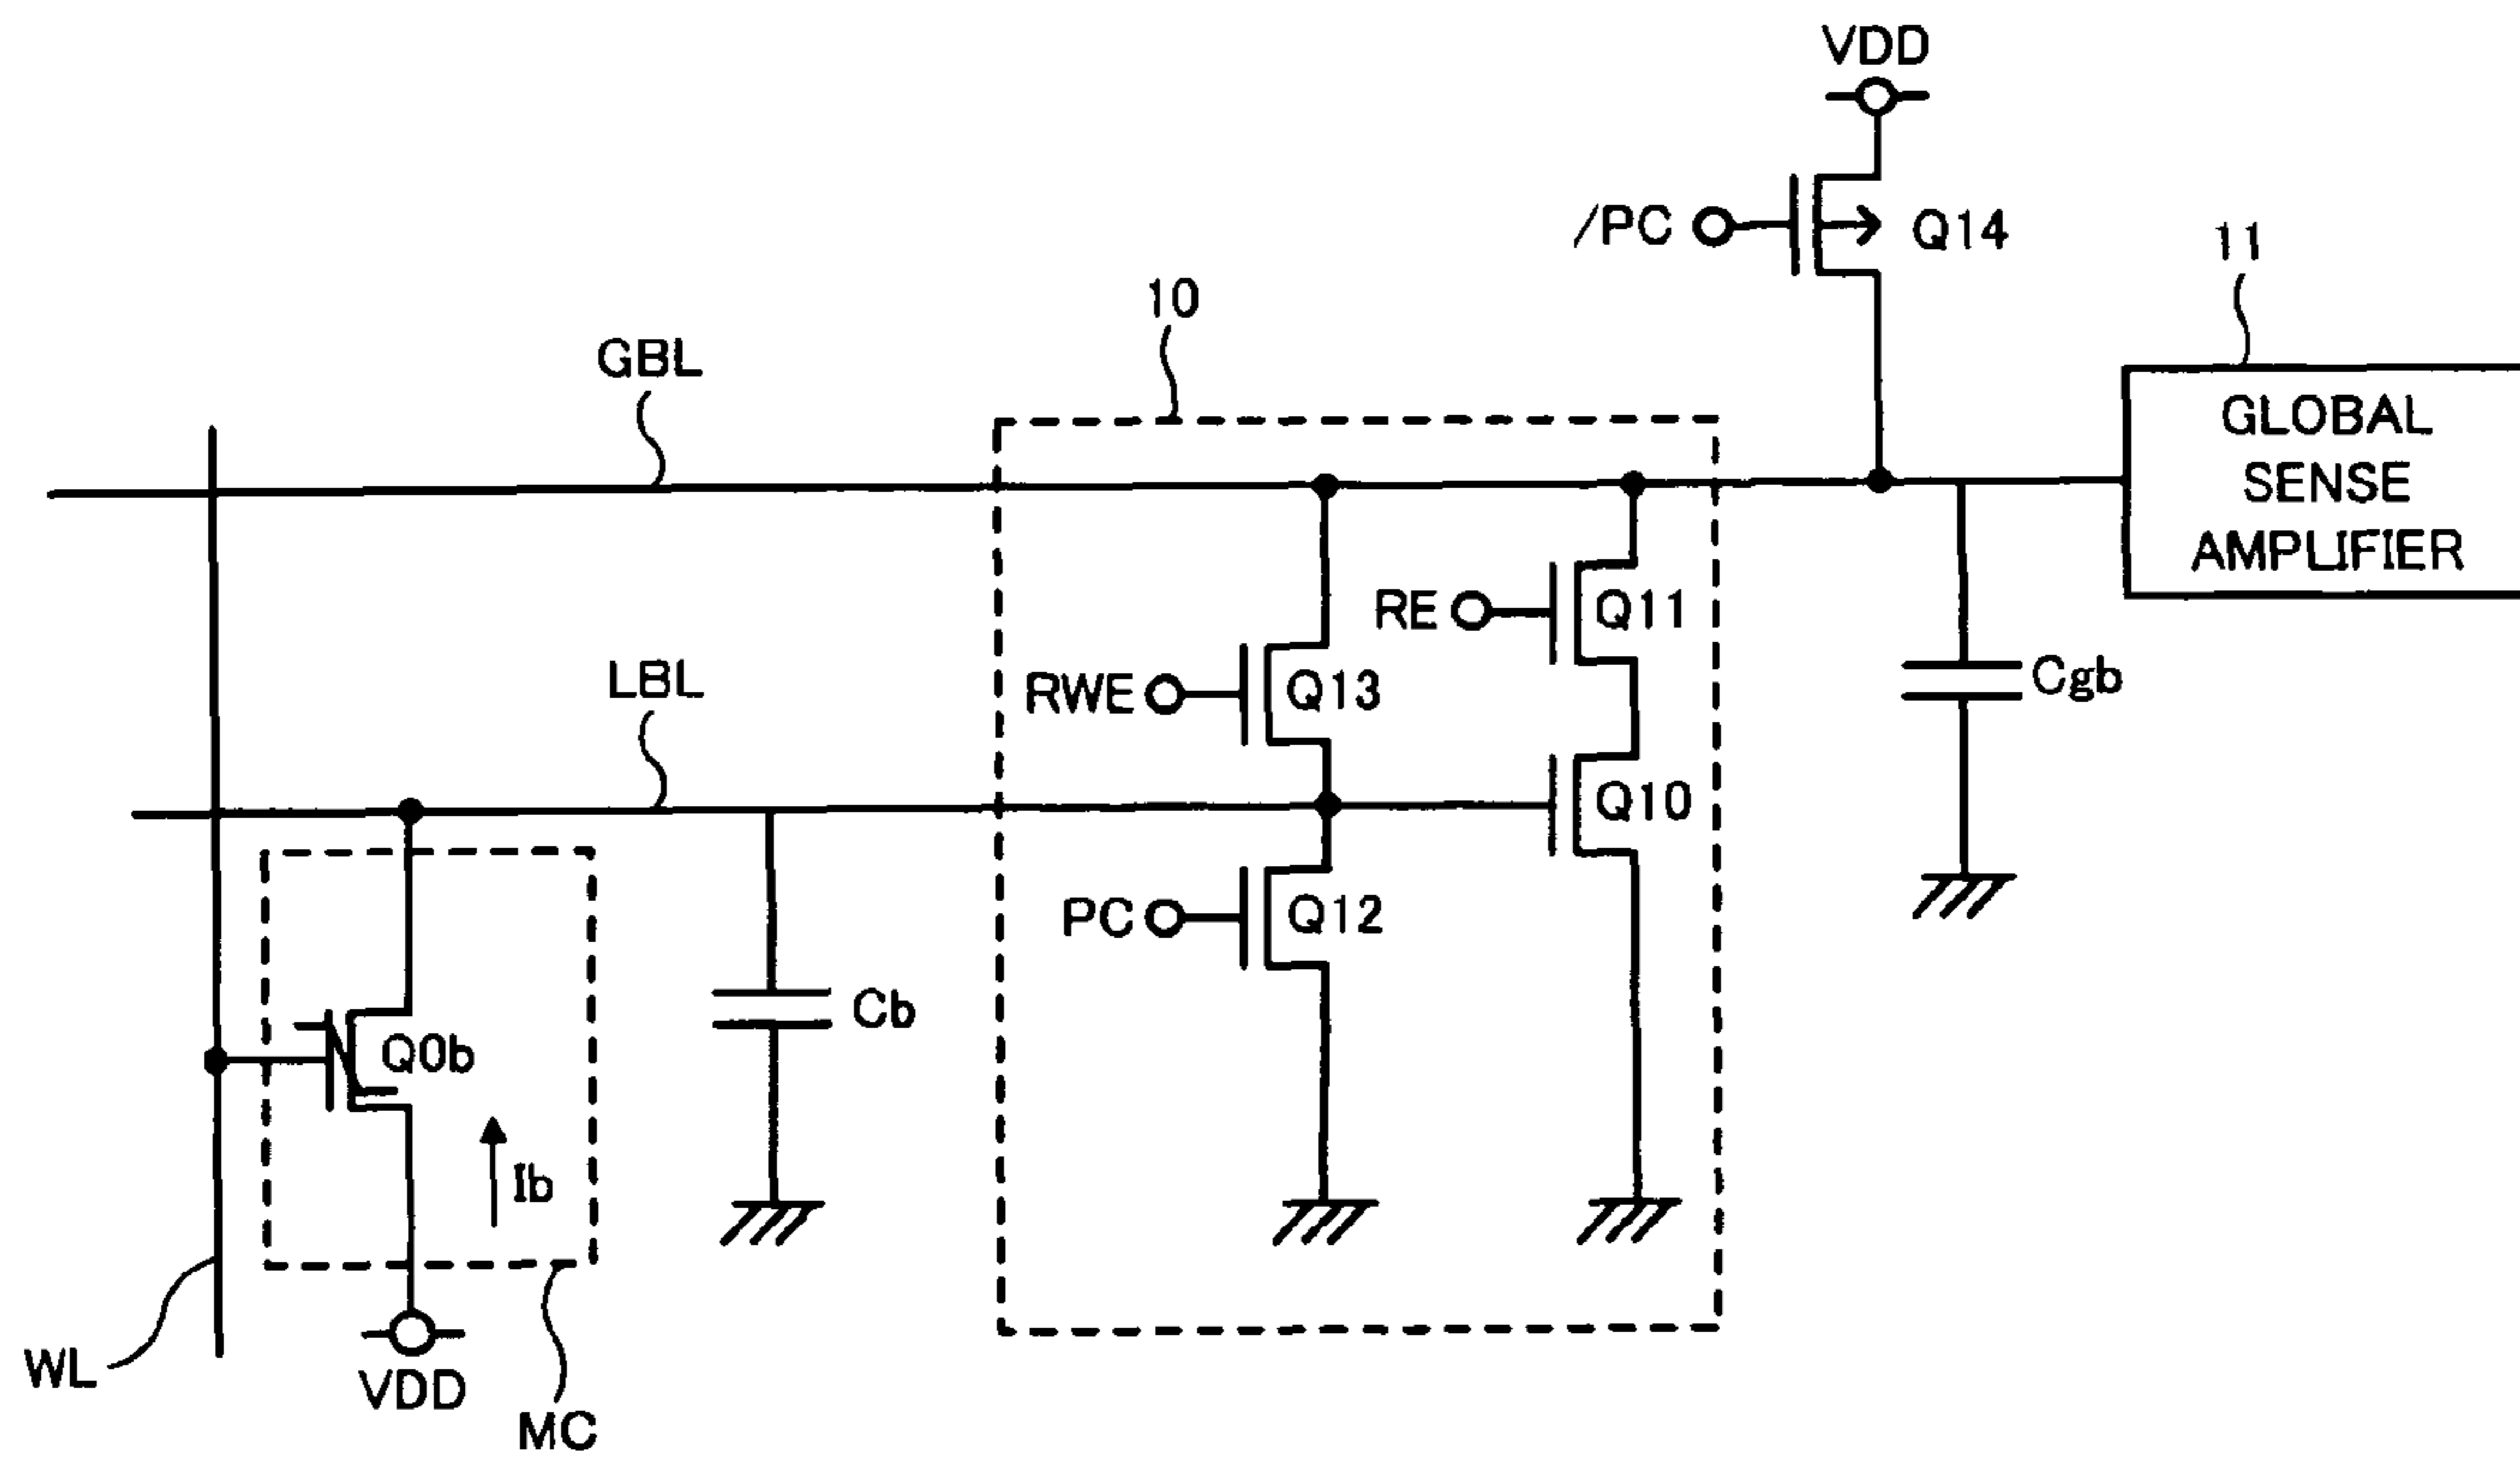 VDD
/PC
Q14
11
10
GBL
GLOBAL
SENSE
AMPLIFIER
RE
Q11
LBL
RWE
Q13
Cgb
Q10
PC
Q12
Cb
Q0b
Ib
WL
VDD
MC